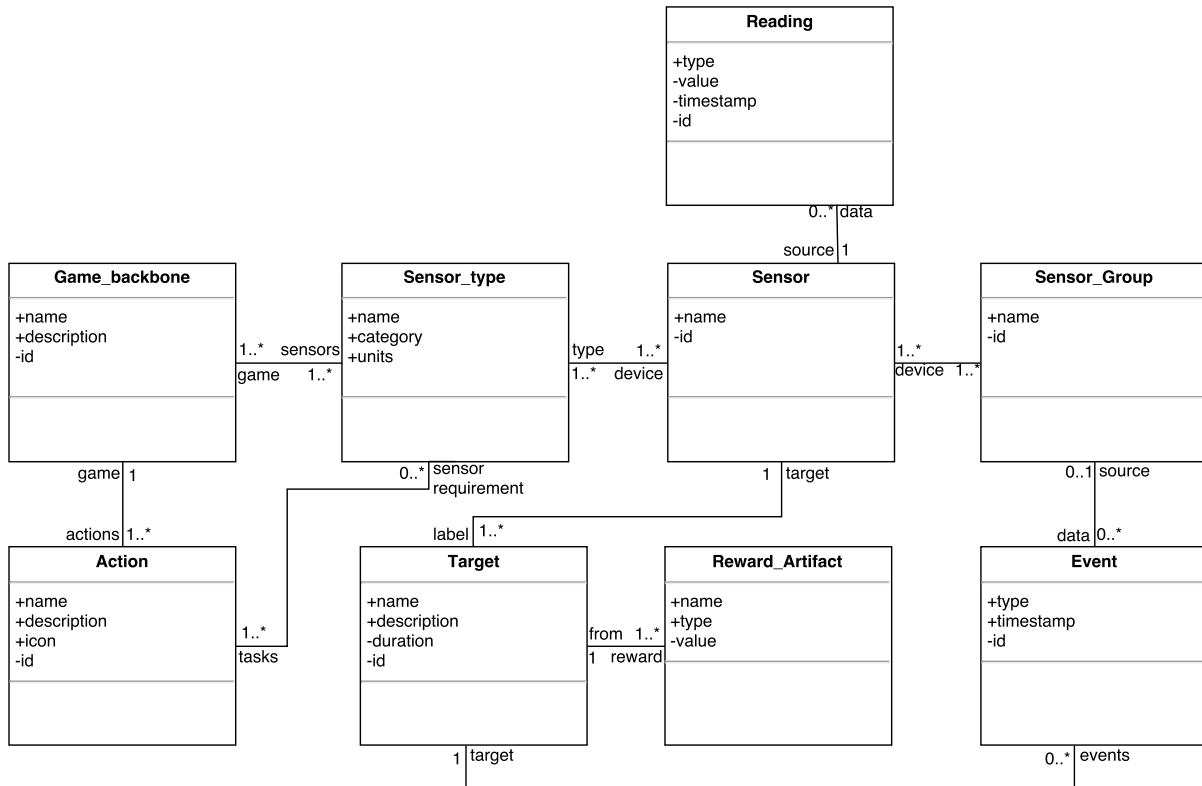 Reading
+type
-value
-timestamp
-id
0..* data
source 1
Game_backbone
+name
+description
-id
Sensor_type
+name
+category
+units
Sensor
+name
-id
Sensor_Group
+name
-id
1..* sensors
game 1..*
type 1..*
1..* device
1..*
device 1..*
game 1
actions 1..*
0..* sensor
requirement
1 target
label 1..*
0..1 source
data 0..*
Action
+name
+description
+icon
-id
1..*
tasks
Target
+name
+description
-duration
-id
from 1..*
1 reward
Reward_Artifact
+name
+type
-value
Event
+type
+timestamp
-id
1 target
0..* events